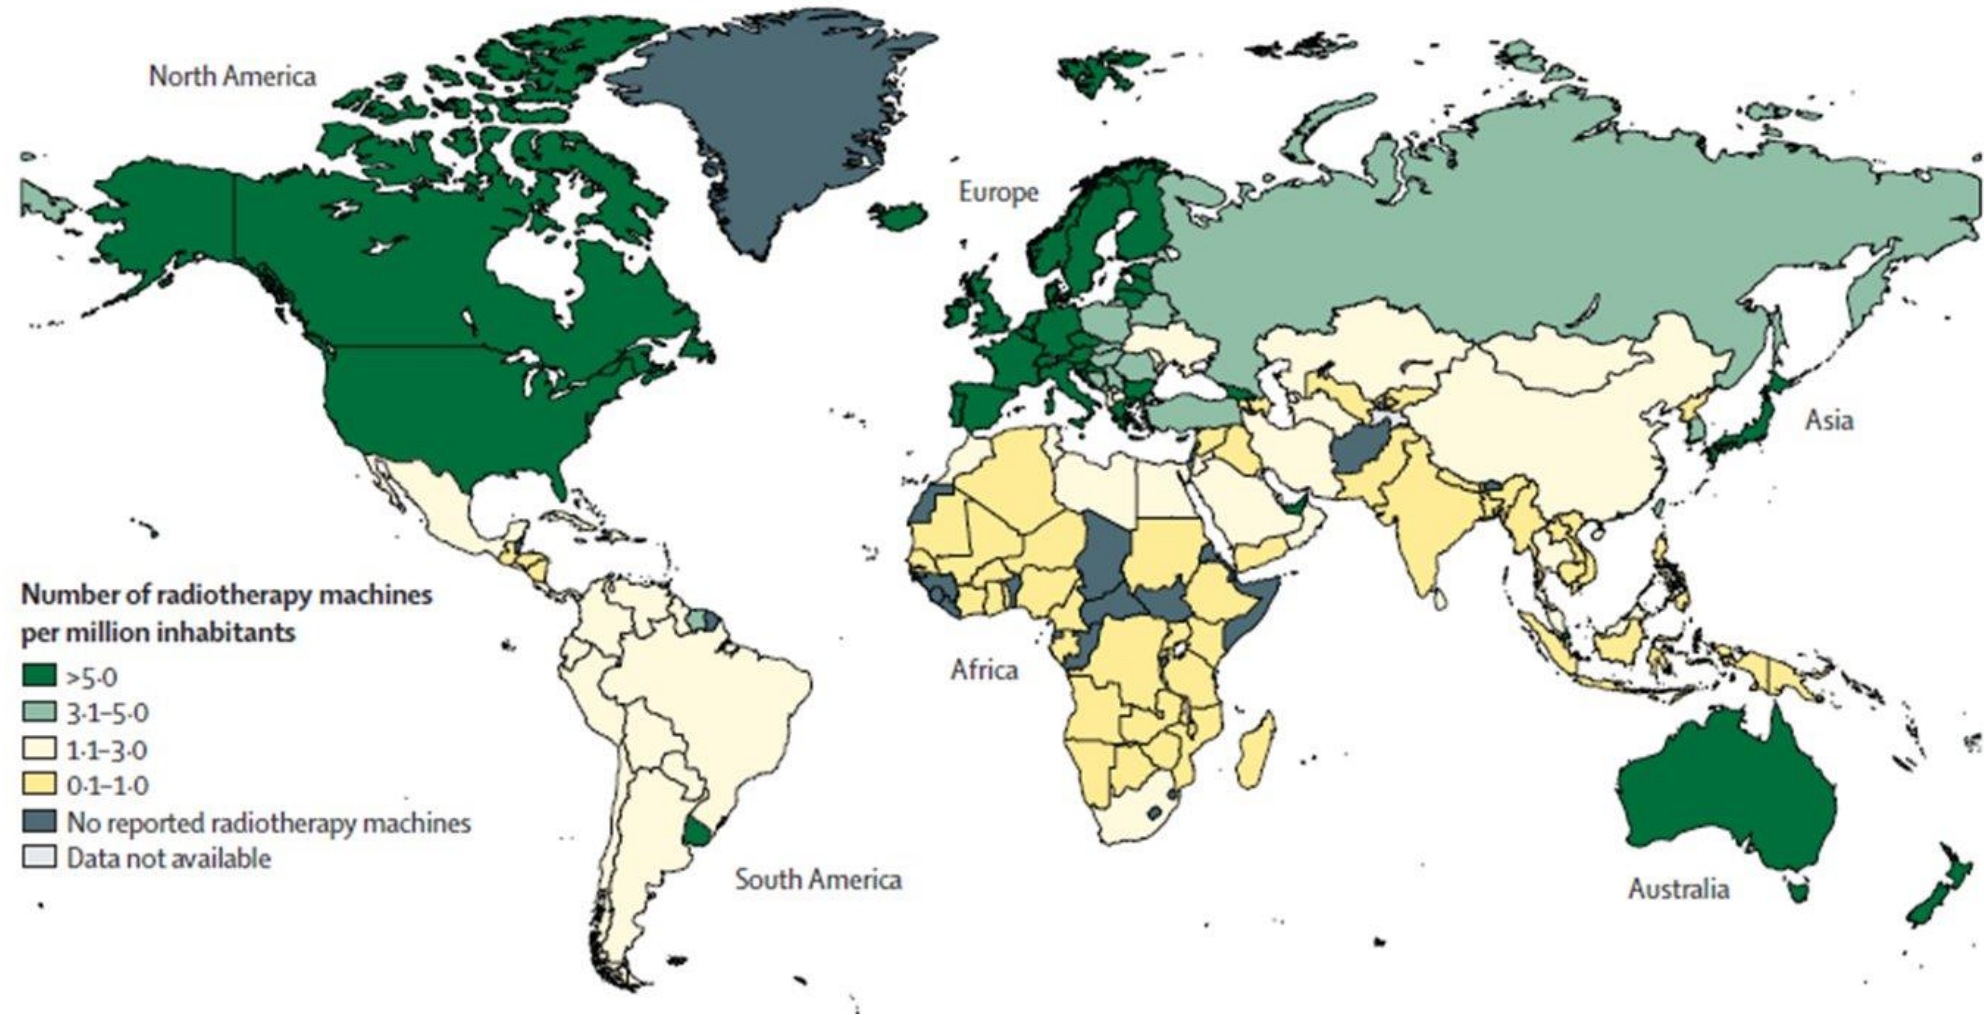 North America
Europe
Asia
Number of radiotherapy machines
per million inhabitants
>5·0
3·1–5·0
1·1–3·0
0·1–1·0
No reported radiotherapy machines
Data not available
Africa
South America
Australia